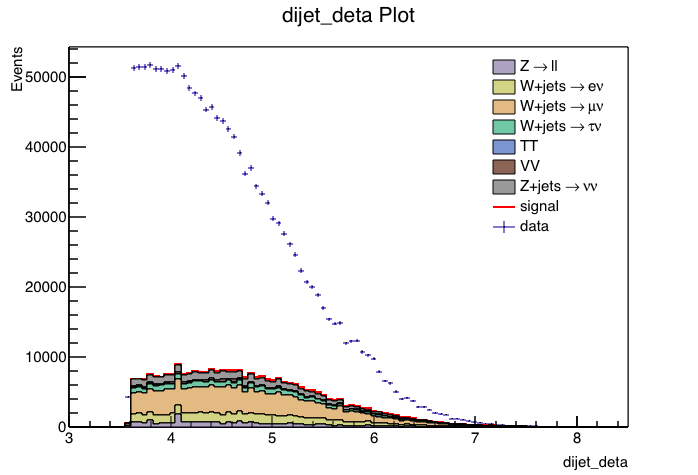 dijet_deta Plot
Events
50000
40000
30000
20000
10000
0
3 4 5 6 7 8
dijet_deta
Z → ll
W+jets → eν
W+jets → μν
W+jets → τν
TT
VV
Z+jets → νν
signal
data